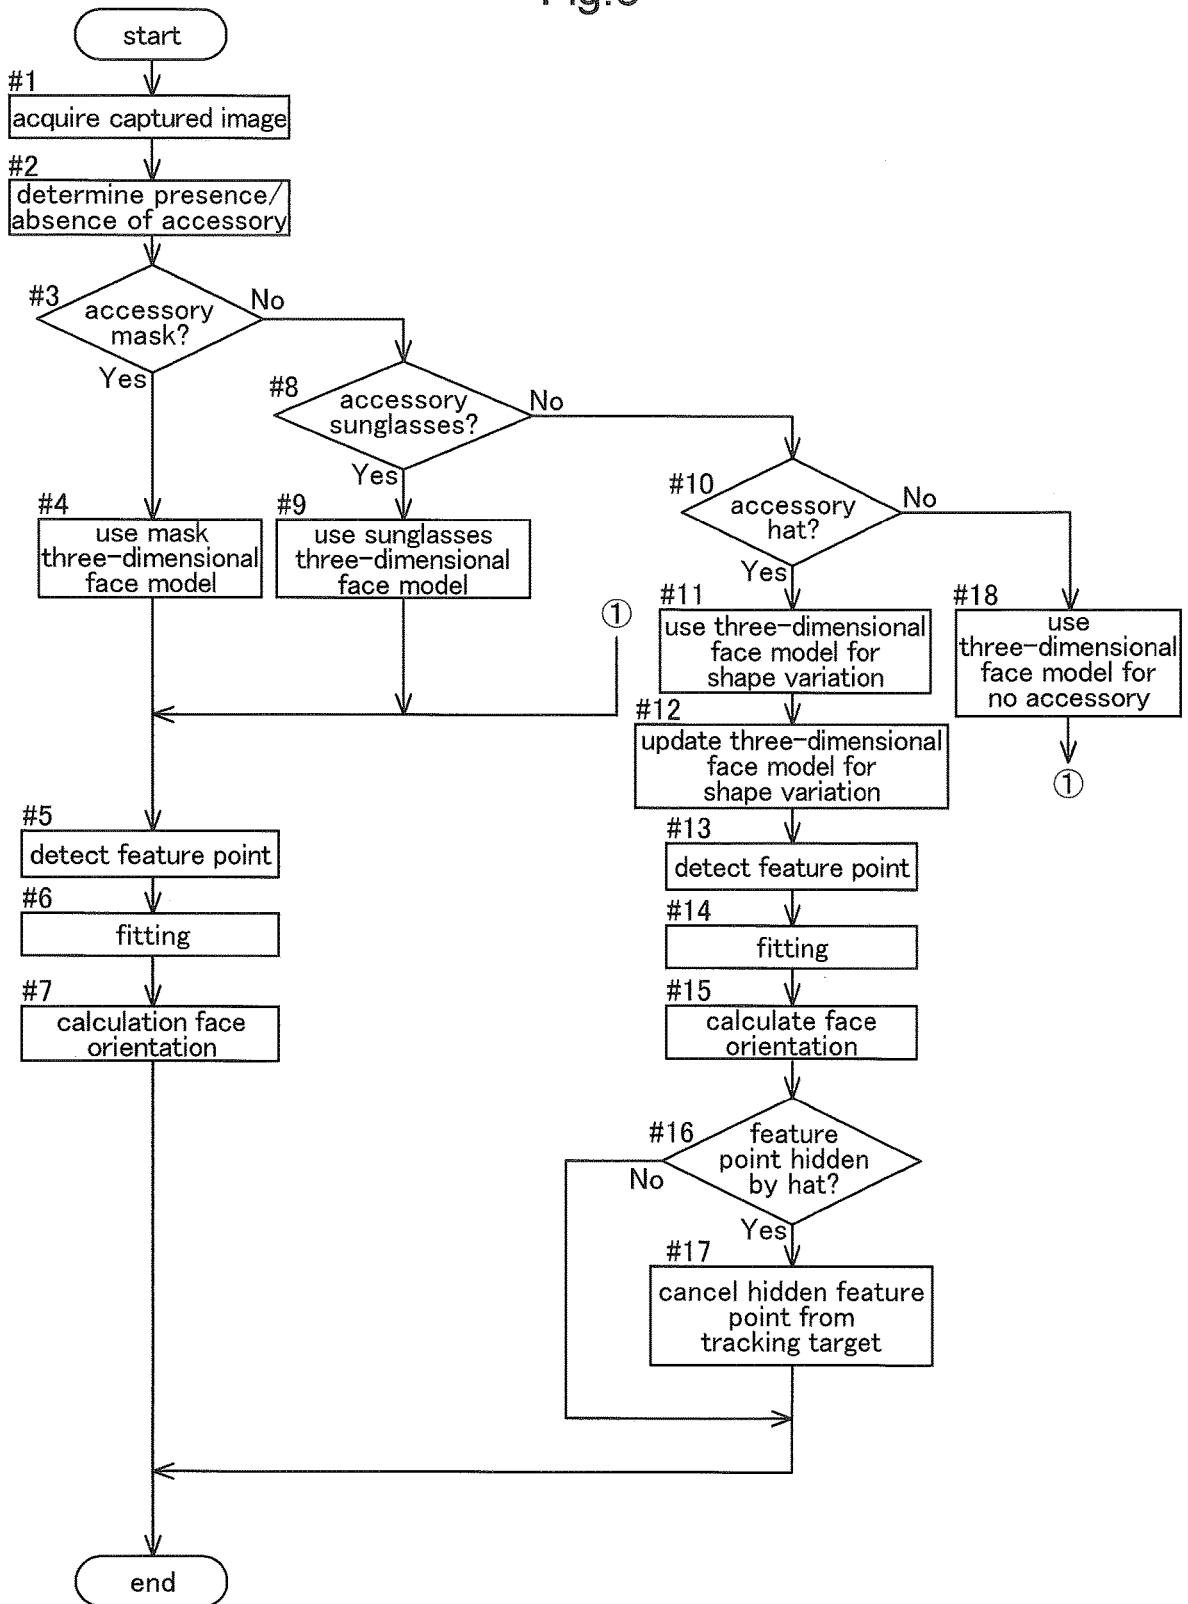 start
#1
acquire captured image
#2
determine presence/
absence of accessory
#3
accessory
mask?
No
Yes
#8
accessory
sunglasses?
No
Yes
#10
accessory
hat?
No
Yes
#4
use mask
three-dimensional
face model
#9
use sunglasses
three-dimensional
face model
①
#11
use three-dimensional
face model for
shape variation
#18
use
three-dimensional
face model for
no accessory
①
#12
update three-dimensional
face model for
shape variation
#5
detect feature point
#13
detect feature point
#6
fitting
#14
fitting
#7
calculation face
orientation
#15
calculate face
orientation
#16
feature
point hidden
by hat?
No
Yes
#17
cancel hidden feature
point from
tracking target
end